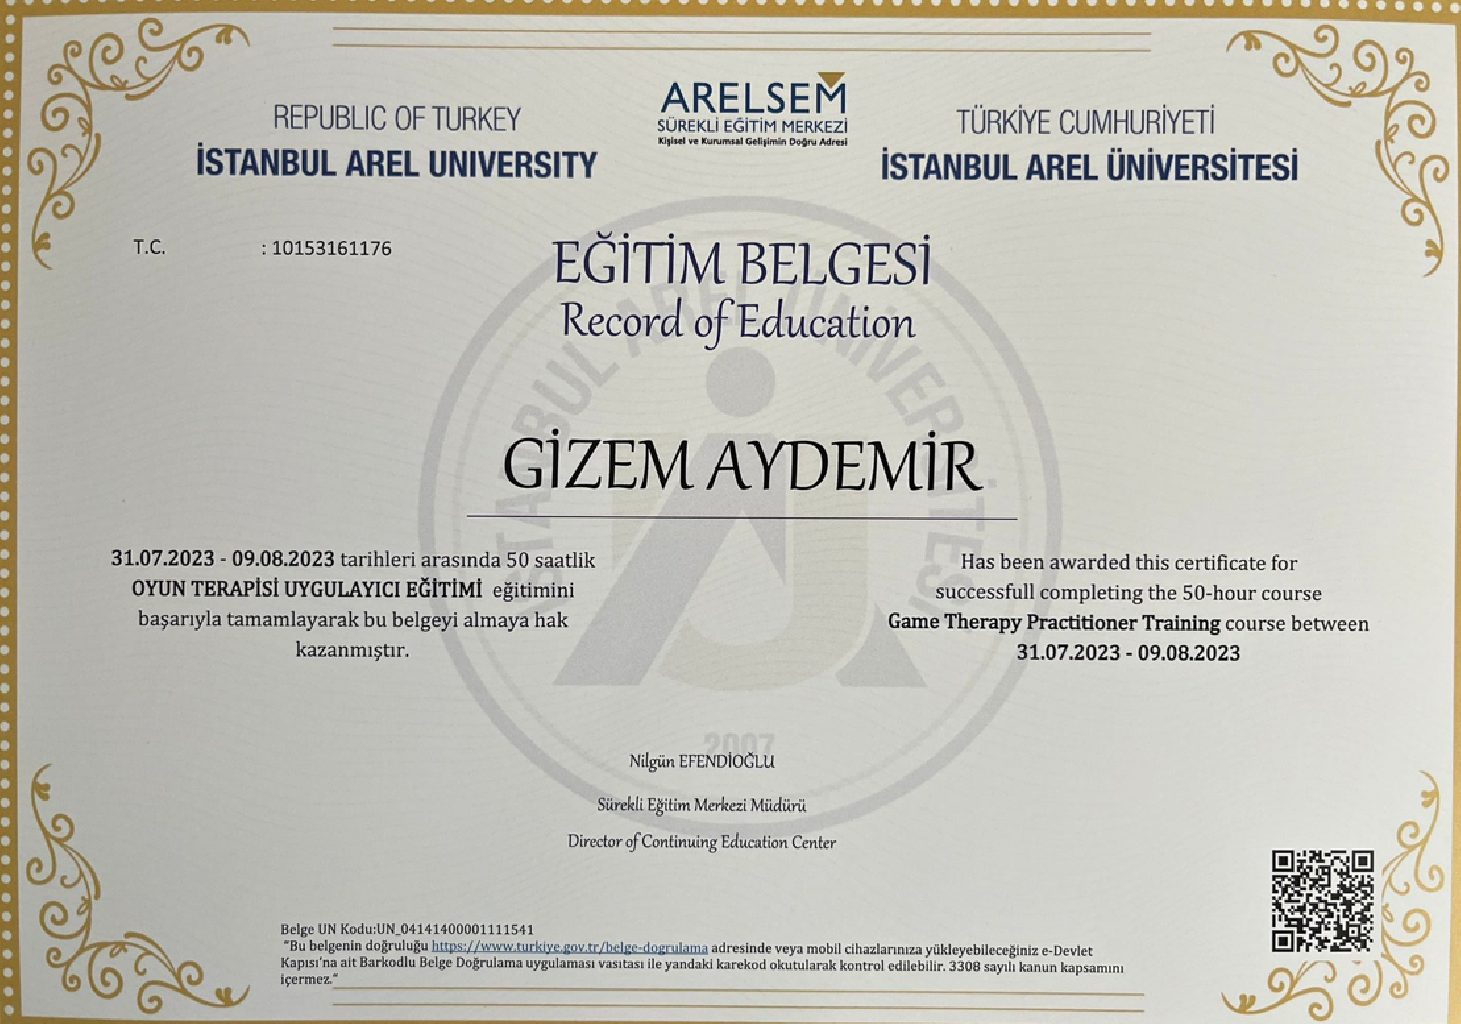 REPUBLIC OF TURKEY
İSTANBUL AREL UNIVERSITY
ARELSEM
SÜREKLİ EĞİTİM MERKEZİ
Kişisel ve Kurumsal Gelişimin Doğru Adresi
TÜRKİYE CUMHURİYETİ
İSTANBUL AREL ÜNİVERSİTESİ
T.C. : 10153161176
EĞİTİM BELGESİ
Record of Education
İSTANBUL AREL ÜNİVERSİTESİ
GİZEM AYDEMİR
31.07.2023 - 09.08.2023 tarihleri arasında 50 saatlik
OYUN TERAPİSİ UYGULAYICI EĞİTİMİ eğitimini
başarıyla tamamlayarak bu belgeyi almaya hak
kazanmıştır.
Has been awarded this certificate for
successfull completing the 50-hour course
Game Therapy Practitioner Training course between
31.07.2023 - 09.08.2023
2007
Nilgün EFENDİOĞLU
Sürekli Eğitim Merkezi Müdürü
Director of Continuing Education Center
Belge UN Kodu:UN_04141400001111541
"Bu belgenin doğruluğu https://www.turkiye.gov.tr/belge-dogrulama adresinde veya mobil cihazlarınıza yükleyebileceğiniz e-Devlet
Kapısı'na ait Barkodlu Belge Doğrulama uygulaması vasıtası ile yandaki karekod okutularak kontrol edilebilir. 3308 sayılı kanun kapsamını
içermez."